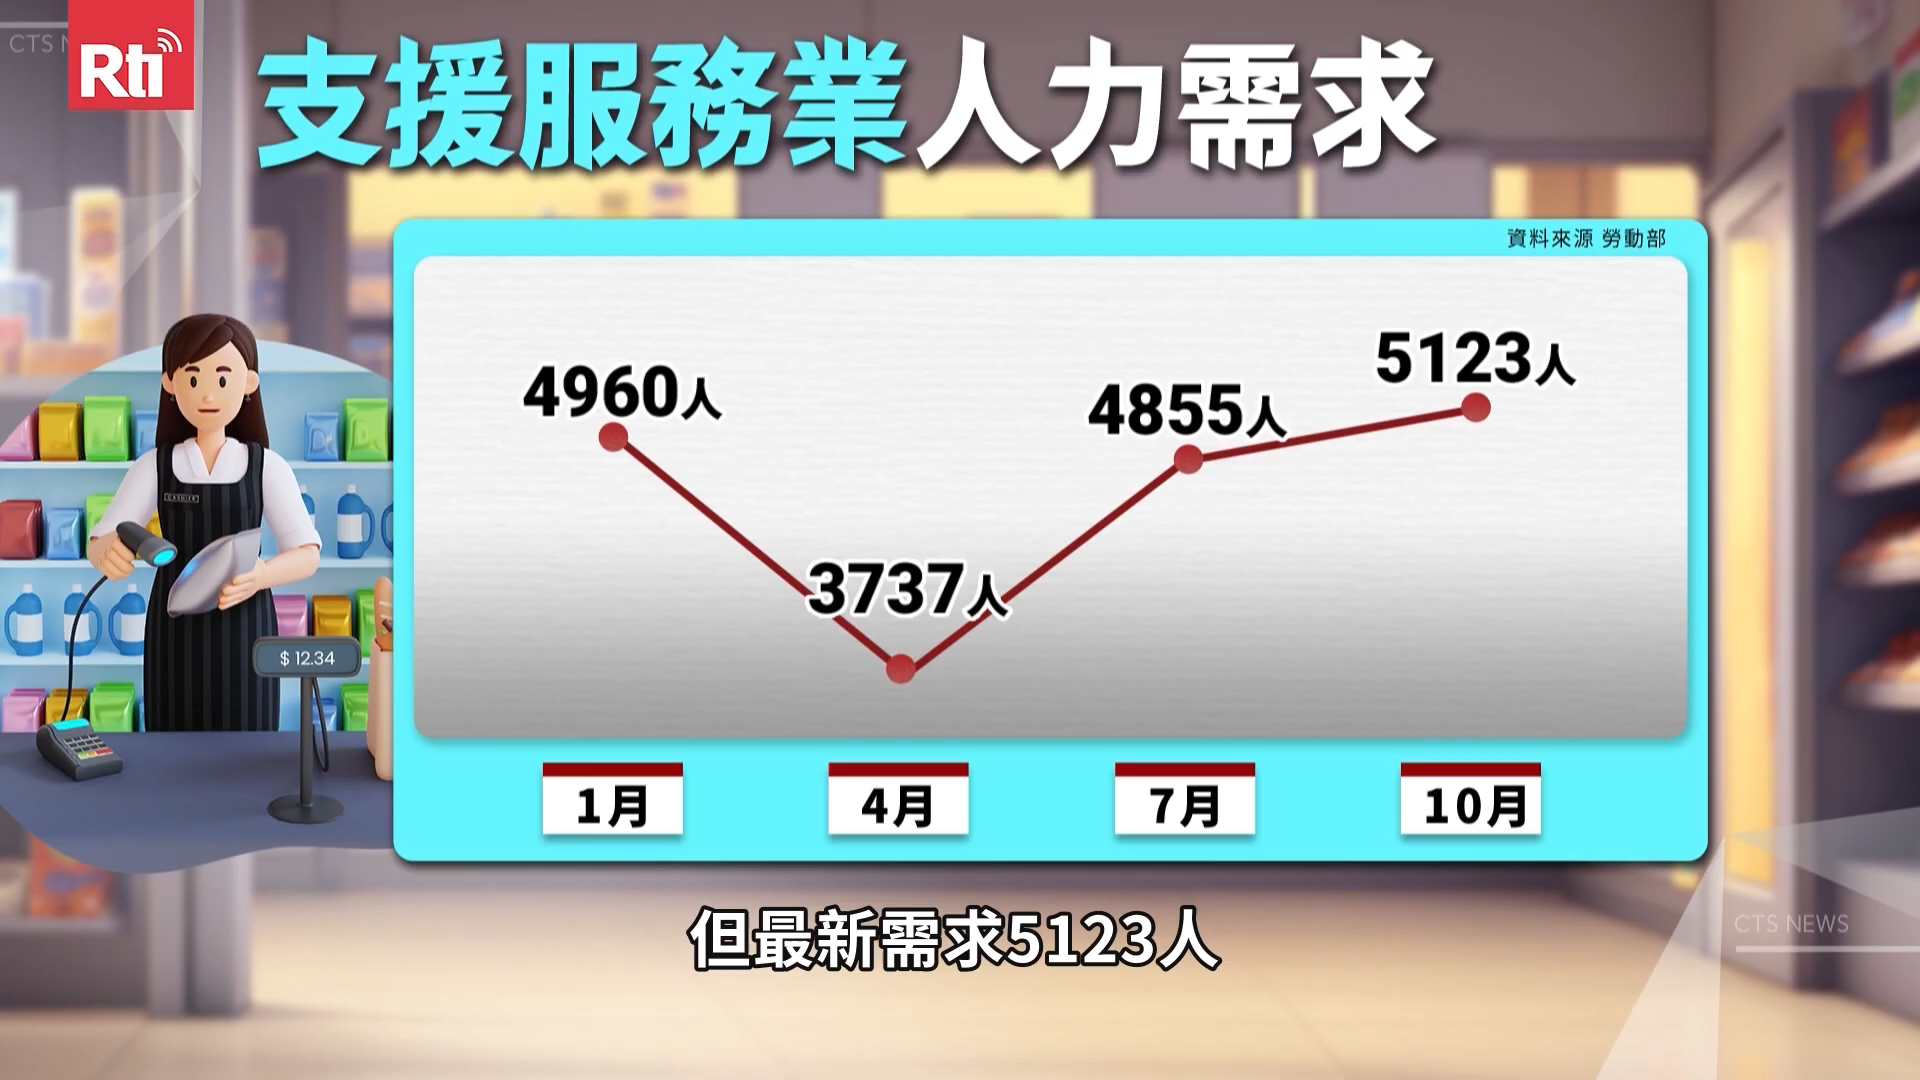 CTS N
Rti
支援服務業人力需求
資料來源 勞動部
4960人
3737人
4855人
5123人
CASHIER
$ 12.34
1月
4月
7月
10月
CTS NEWS
但最新需求5123人